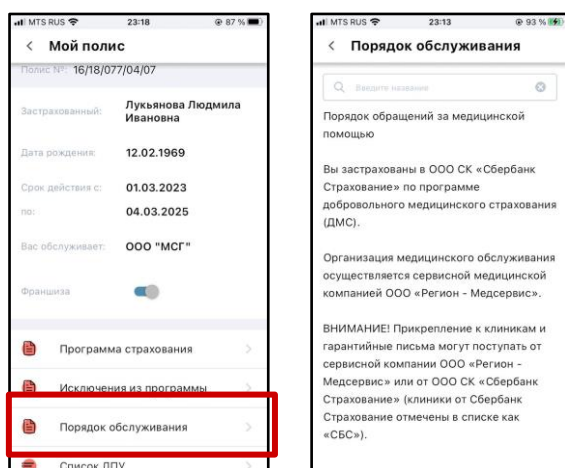 MTS RUS 23:18 87 %
Мой полис
Полис №: 16/18/077/04/07
Застрахованный: Лукьянова Людмила
Ивановна
Дата рождения: 12.02.1969
Срок действия с: 01.03.2023
по: 04.03.2025
Вас обслуживает: ООО "МСГ"
Франшиза
Программа страхования
Исключения из программы
Порядок обслуживания
Список ЛПУ
MTS RUS 23:13 93 %
Порядок обслуживания
Введите название
Порядок обращений за медицинской
помощью
Вы застрахованы в ООО СК «Сбербанк
Страхование» по программе
добровольного медицинского страхования
(ДМС).
Организация медицинского обслуживания
осуществляется сервисной медицинской
компанией ООО «Регион - Медсервис».
ВНИМАНИЕ! Прикрепление к клиникам и
гарантийные письма могут поступать от
сервисной компании ООО «Регион -
Медсервис» или от ООО СК «Сбербанк
Страхование» (клиники от Сбербанк
Страхование отмечены в списке как
«СБС»).